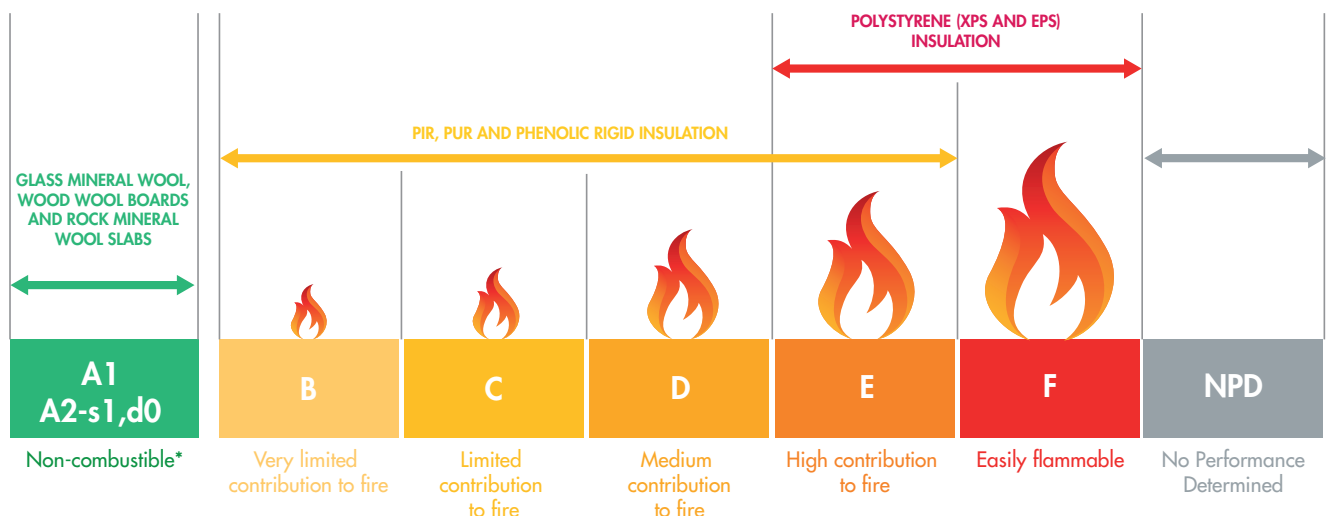 POLYSTYRENE (XPS AND EPS)
INSULATION
PIR, PUR AND PHENOLIC RIGID INSULATION
GLASS MINERAL WOOL,
WOOD WOOL BOARDS
AND ROCK MINERAL
WOOL SLABS
A1
A2-s1,d0
B
C
D
E
F
NPD
Non-combustible*
Very limited
contribution to fire
Limited
contribution
to fire
Medium
contribution
to fire
High contribution
to fire
Easily flammable
No Performance
Determined